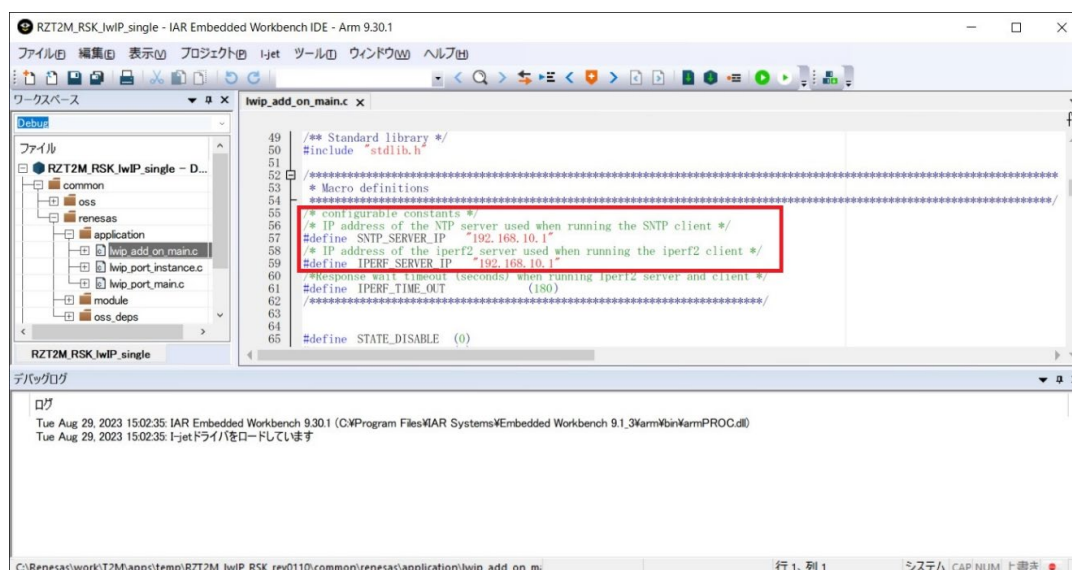 RZT2M_RSK_lwIP_single - IAR Embedded Workbench IDE - Arm 9.30.1
ファイル(F) 編集(E) 表示(V) プロジェクト(P) I-jet ツール(T) ウィンドウ(W) ヘルプ(H)
ワークスペース
lwip_add_on_main.c
Debug
ファイル
RZT2M_RSK_lwIP_single - D...
common
oss
renesas
application
lwip_add_on_main.c
lwip_port_instance.c
lwip_port_main.c
module
oss_deps
RZT2M_RSK_lwIP_single
49 /** Standard library */
50 #include "stdlib.h"
51
52 /***********************************************************************************************************************
53 * Macro definitions
54 ***********************************************************************************************************************/
55 /* configurable constants */
56 /* IP address of the NTP server used when running the SNTP client */
57 #define SNTP_SERVER_IP "192.168.10.1"
58 /* IP address of the iperf2 server used when running the iperf2 client */
59 #define IPERF_SERVER_IP "192.168.10.1"
60 /*Response wait timeout (seconds) when running Iperf2 server and client */
61 #define IPERF_TIME_OUT (180)
62 /***********************************************************************/
63
64
65 #define STATE_DISABLE (0)
デバッグログ
ログ
Tue Aug 29, 2023 15:02:35: IAR Embedded Workbench 9.30.1 (C:¥Program Files¥IAR Systems¥Embedded Workbench 9.1_3¥arm¥bin¥armPROC.dll)
Tue Aug 29, 2023 15:02:35: I-jetドライバをロードしています
C:\Renesas\work\T2M\apps\temp\RZT2M_lwIP_RSK_rev0110\common\renesas\application\lwip_add_on_ma
行 1, 列 1
システム CAP NUM 上書き